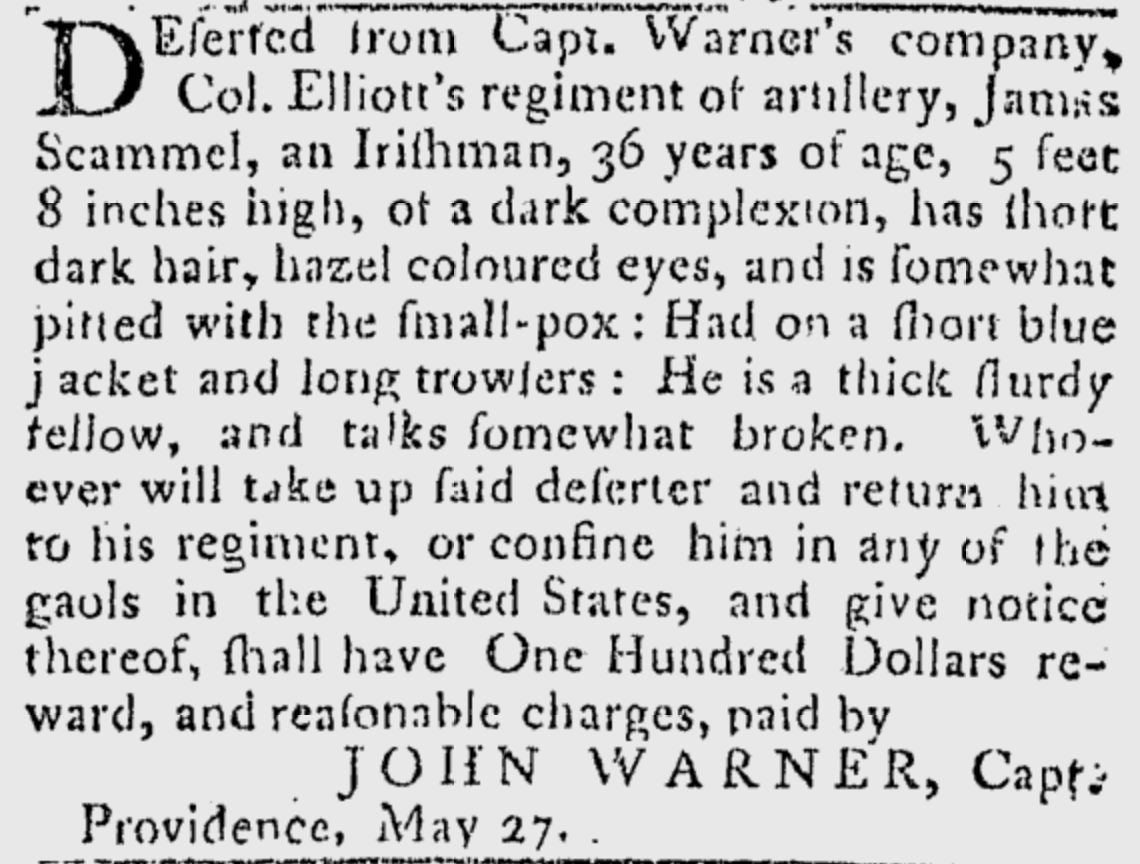 DEſerted from Capt. Warner's company,
Col. Elliott's regiment of artillery, James
Scammel, an Iriſhman, 36 years of age, 5 feet
8 inches high, of a dark complexion, has ſhort
dark hair, hazel coloured eyes, and is ſomewhat
pitted with the ſmall-pox: Had on a ſhort blue
jacket and long trowſers: He is a thick ſturdy
fellow, and talks ſomewhat broken. Who-
ever will take up ſaid deſerter and return him
to his regiment, or confine him in any of the
gaols in the United States, and give notice
thereof, ſhall have One Hundred Dollars re-
ward, and reaſonable charges, paid by
JOHN WARNER, Capt.
Providence, May 27.